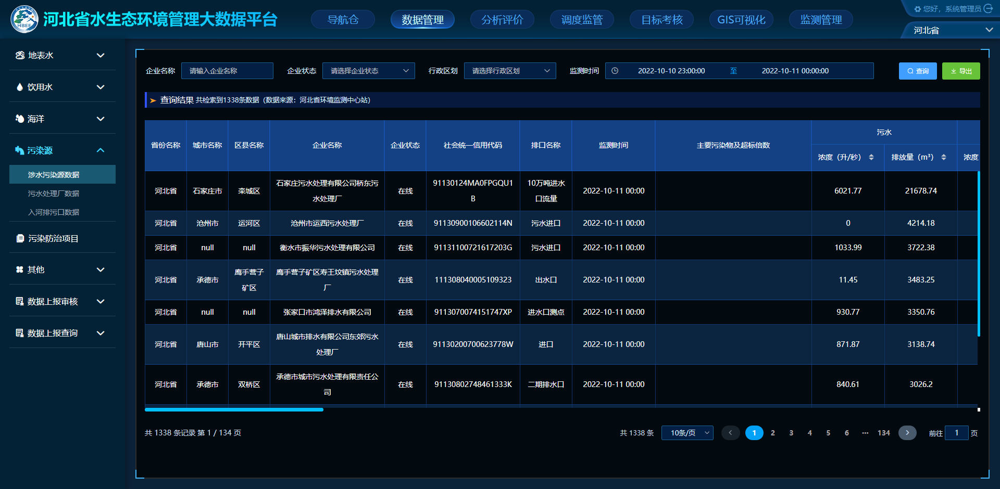 HBEE
河北省水生态环境管理大数据平台
导航仓
数据管理
分析评价
调度监管
目标考核
GIS可视化
监测管理
您好，系统管理员
河北省
地表水
饮用水
海洋
污染源
涉水污染源数据
污水处理厂数据
入河排污口数据
污染防治项目
其他
数据上报审核
数据上报查询
企业名称 请输入企业名称 企业状态 请选择企业状态 行政区划 请选择行政区划 监测时间 2022-10-10 23:00:00 至 2022-10-11 00:00:00 查询 导出
查询结果 共检索到1338条数据（数据来源：河北省环境监测中心站）
省份名称 城市名称 区县名称 企业名称 企业状态 社会统一信用代码 排口名称 监测时间 主要污染物及超标倍数 污水
浓度（升/秒） 排放量（m³） 浓度
河北省 石家庄市 栾城区 石家庄污水处理有限公司桥东污水处理厂 在线 91130124MA0FPGQU1B 10万吨进水口流量 2022-10-11 00:00 6021.77 21678.74
河北省 沧州市 运河区 沧州市运西污水处理厂 在线 91130900106602114N 污水进口 2022-10-11 00:00 0 4214.18
河北省 null null 衡水市振华污水处理有限公司 在线 91131100721617203G 污水进口 2022-10-11 00:00 1033.99 3722.38
河北省 承德市 鹰手营子矿区 鹰手营子矿区寿王坟镇污水处理厂 在线 111308040005109323 出水口 2022-10-11 00:00 11.45 3483.25
河北省 null null 张家口市鸿泽排水有限公司 在线 9113070074151747XP 进水口测点 2022-10-11 00:00 930.77 3350.76
河北省 唐山市 开平区 唐山城市排水有限公司东郊污水处理厂 在线 91130200700623778W 进口 2022-10-11 00:00 871.87 3138.74
河北省 承德市 双桥区 承德市城市污水处理有限责任公司 在线 91130802748461333K 二期排水口 2022-10-11 00:00 840.61 3026.2
共 1338 条记录 第 1 / 134 页
共 1338 条 10条/页 1 2 3 4 5 6 ··· 134 前往 1 页